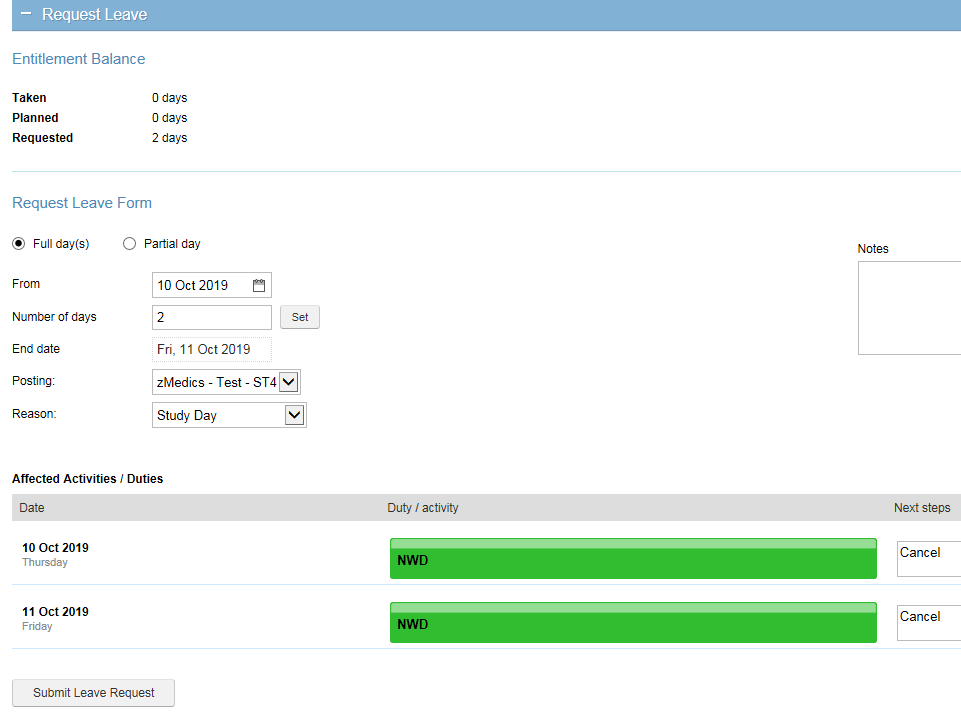 Request Leave
Entitlement Balance
Taken 0 days
Planned 0 days
Requested 2 days
Request Leave Form
Full day(s) Partial day
Notes
From 10 Oct 2019
Number of days 2 Set
End date Fri, 11 Oct 2019
Posting: zMedics - Test - ST4
Reason: Study Day
Affected Activities / Duties
Date Duty / activity Next steps
10 Oct 2019 NWD Cancel
Thursday
11 Oct 2019 NWD Cancel
Friday
Submit Leave Request